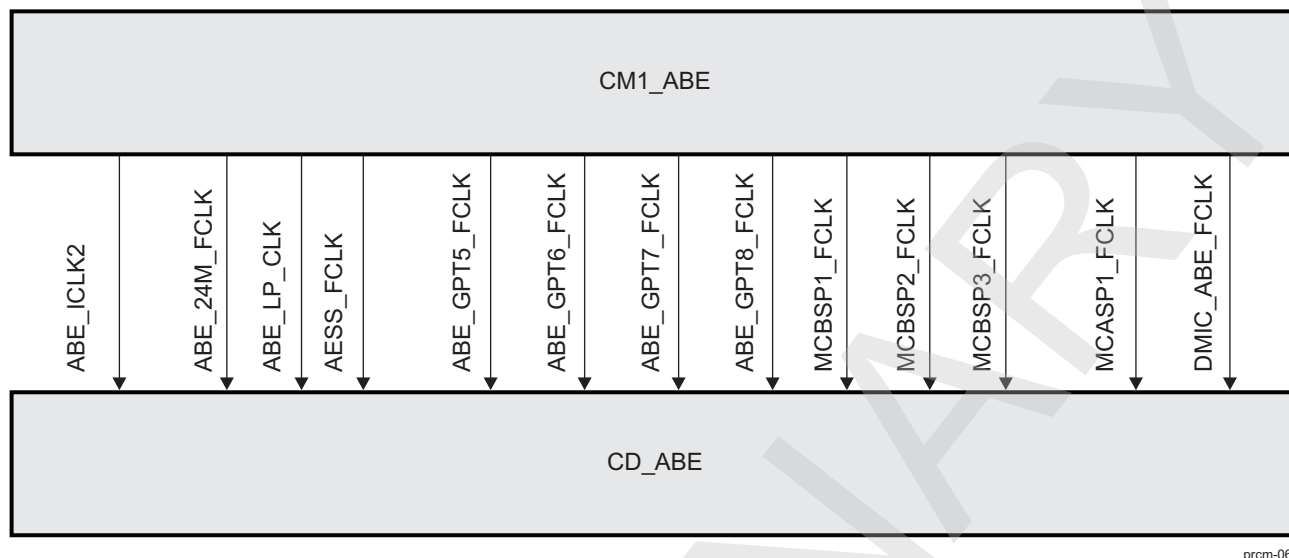 CM1_ABE
ABE_ICLK2
ABE_24M_FCLK
ABE_LP_CLK
AESS_FCLK
ABE_GPT5_FCLK
ABE_GPT6_FCLK
ABE_GPT7_FCLK
ABE_GPT8_FCLK
MCBSP1_FCLK
MCBSP2_FCLK
MCBSP3_FCLK
MCASP1_FCLK
DMIC_ABE_FCLK
CD_ABE